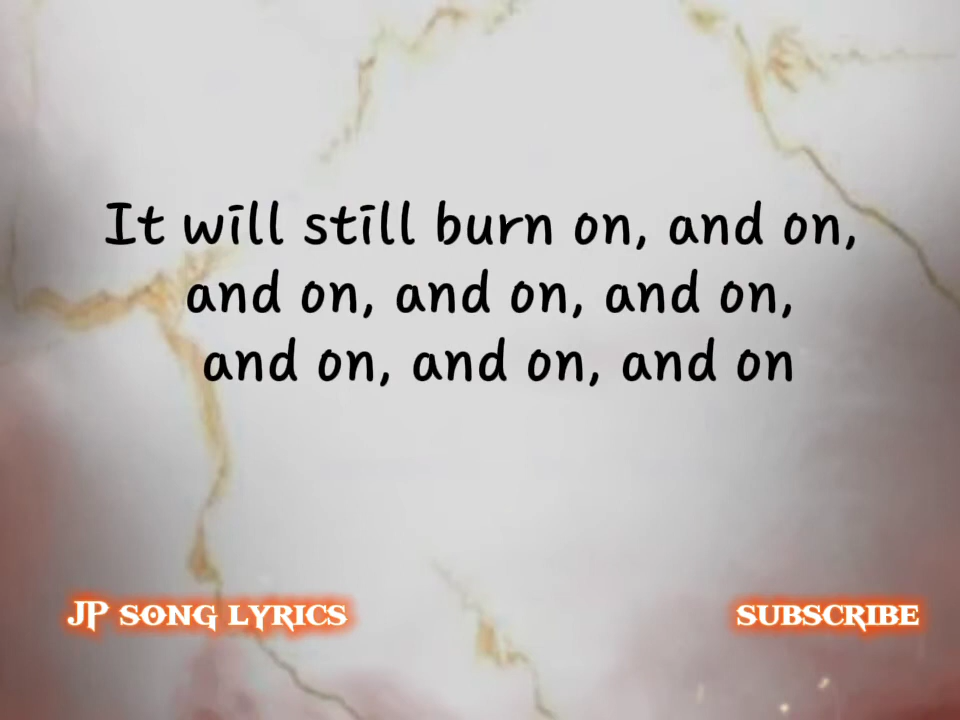 It will still burn on, and on,
and on, and on, and on,
and on, and on, and on
JP SONG LYRICS
SUBSCRIBE